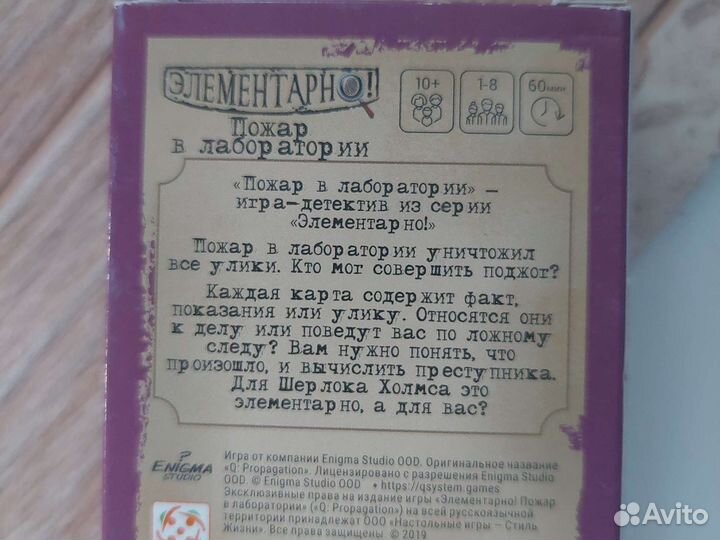 ЭЛЕМЕНТАРНО!
Пожар
в лаборатории
10+
1-8
60 мин
«Пожар в лаборатории» –
игра-детектив из серии
«Элементарно!»
Пожар в лаборатории уничтожил
все улики. Кто мог совершить поджог?
Каждая карта содержит факт,
показания или улику. Относятся они
к делу или поведут вас по ложному
следу? Вам нужно понять, что
произошло, и вычислить преступника.
Для Шерлока Холмса это
элементарно, а для вас?
ENIGMA
STUDIO
Игра от компании Enigma Studio OOD. Оригинальное название
«Q: Propagation». Лицензировано с разрешения Enigma Studio
OOD. © Enigma Studio OOD • https://qsystem.games
Эксклюзивные права на издание игры «Элементарно! Пожар
в лаборатории» («Q: Propagation») на всей русскоязычной
территории принадлежат ООО «Настольные игры – Стиль
Жизни». Все права защищены © 2019
Avito